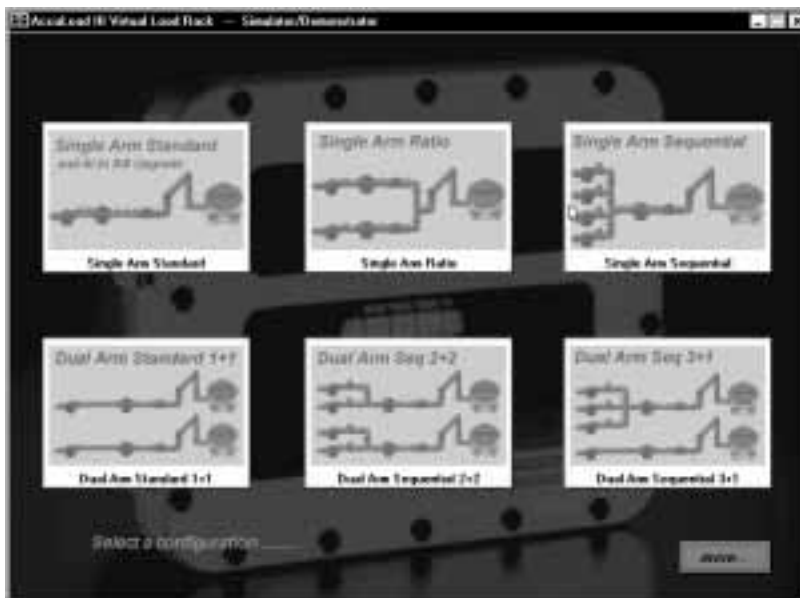 AccuLoad III Virtual Load Rack — Simulator/Demonstrator
Single Arm Standard
Single Arm Ratio
Single Arm Sequential
Single Arm Standard
Single Arm Ratio
Single Arm Sequential
Dual Arm Standard 1+1
Dual Arm Seq 2+2
Dual Arm Seq 3+1
Dual Arm Standard 1+1
Dual Arm Sequential 2+2
Dual Arm Sequential 3+1
Select a configuration ........
more...